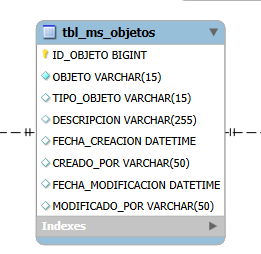 tbl_ms_objetos
ID_OBJETO BIGINT
OBJETO VARCHAR(15)
TIPO_OBJETO VARCHAR(15)
DESCRIPCION VARCHAR(255)
FECHA_CREACION DATETIME
CREADO_POR VARCHAR(50)
FECHA_MODIFICACION DATETIME
MODIFICADO_POR VARCHAR(50)
Indexes